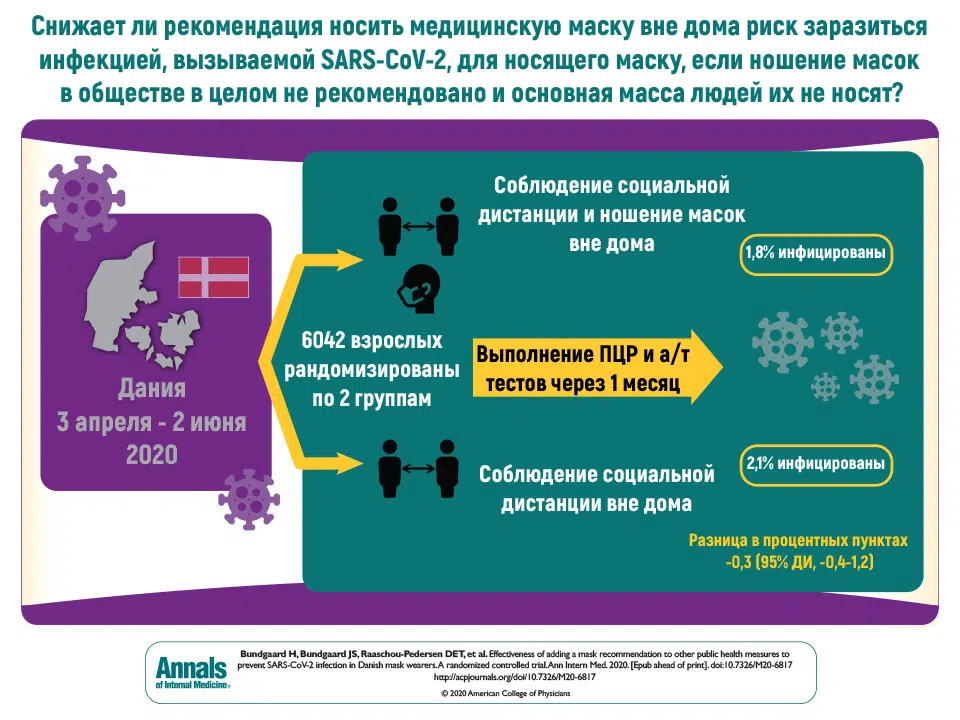 Снижает ли рекомендация носить медицинскую маску вне дома риск заразиться
инфекцией, вызываемой SARS-CoV-2, для носящего маску, если ношение масок
в обществе в целом не рекомендовано и основная масса людей их не носят?
Дания
3 апреля - 2 июня
2020
6042 взрослых
рандомизированы
по 2 группам
Соблюдение социальной
дистанции и ношение масок
вне дома
1,8% инфицированы
Выполнение ПЦР и а/т
тестов через 1 месяц
Соблюдение социальной
дистанции вне дома
2,1% инфицированы
Разница в процентных пунктах
-0,3 (95% ДИ, -0,4-1,2)
Annals
of Internal Medicine®
Bundgaard H, Bundgaard JS, Raaschou-Pedersen DET, et al. Effectiveness of adding a mask recommendation to other public health measures to
prevent SARS-CoV-2 infection in Danish mask wearers. A randomized controlled trial. Ann Intern Med. 2020. [Epub ahead of print]. doi:10.7326/M20-6817
http://acpjournals.org/doi/10.7326/M20-6817
© 2020 American College of Physicians